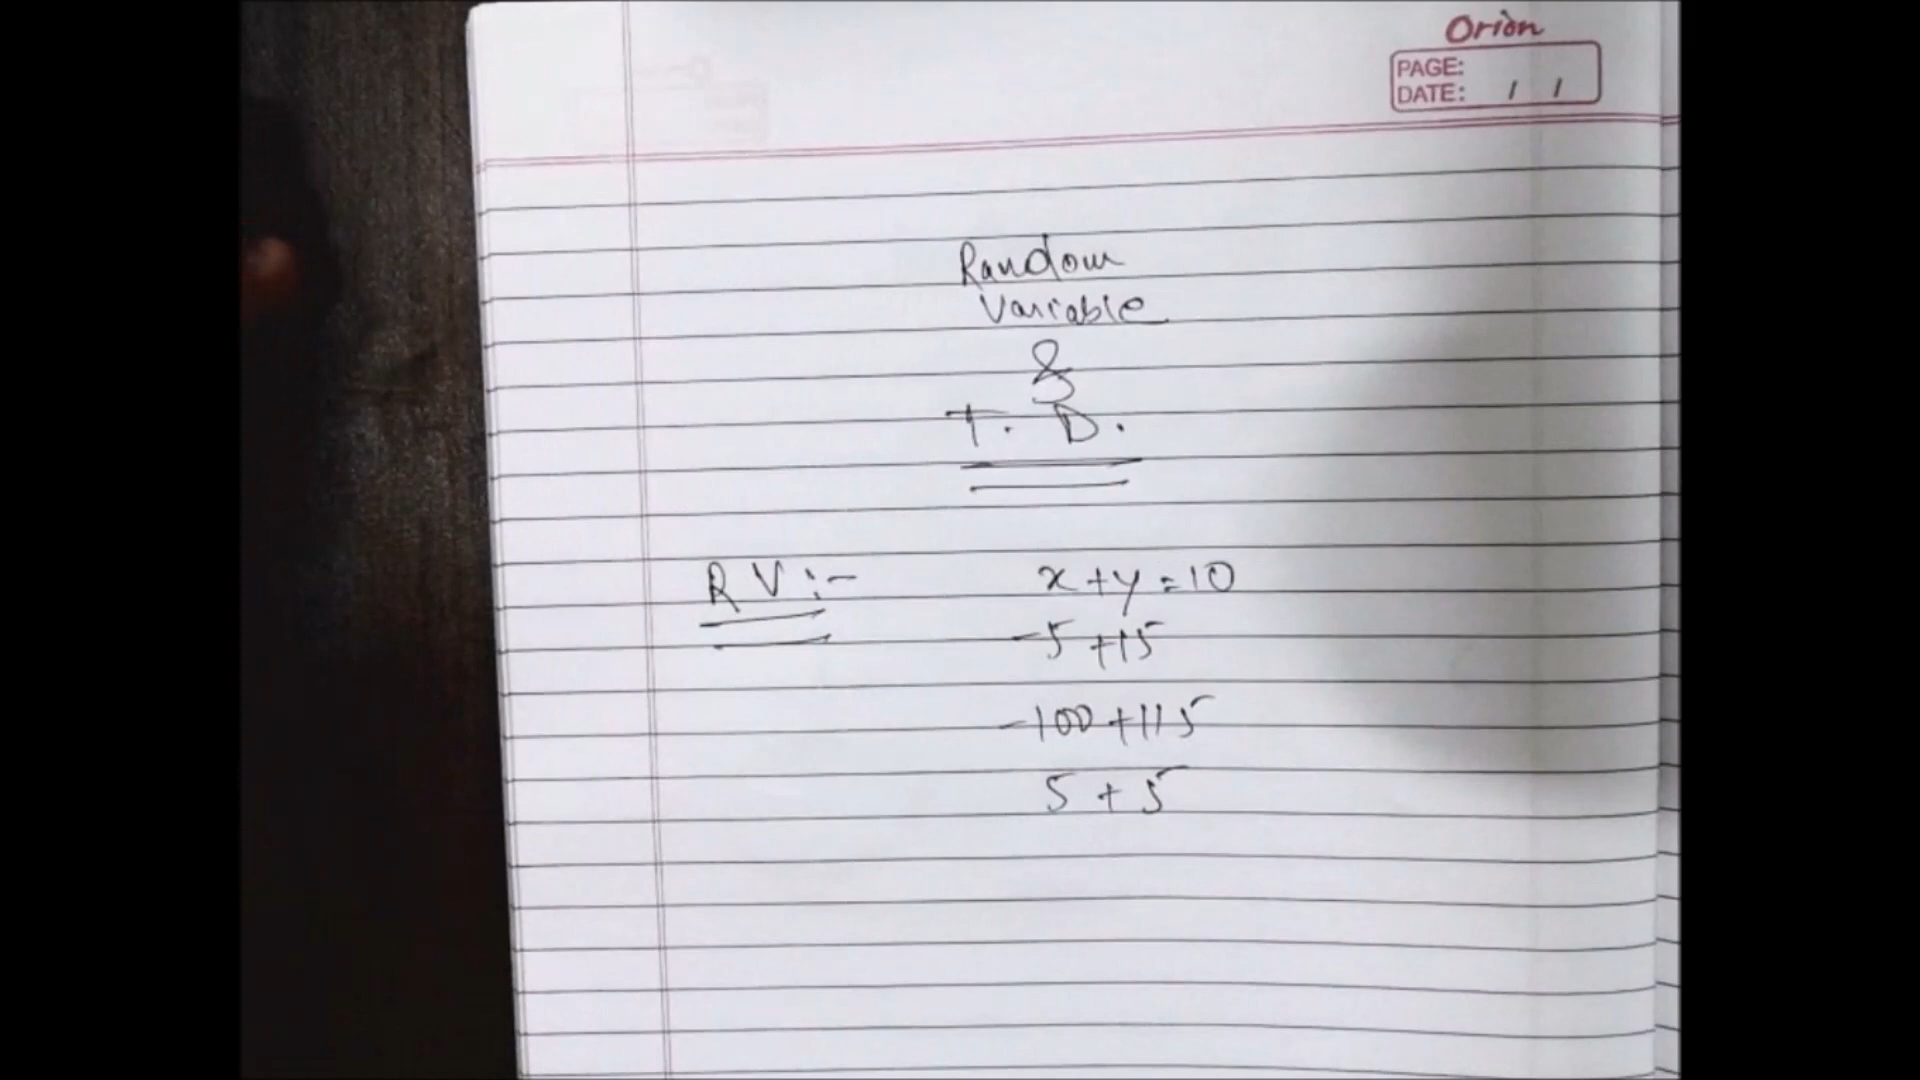 Orion
PAGE:
DATE: / /
Random
Variable
&
T. D.
RV:-
x+y=10
-5+15
-100+115
5+5